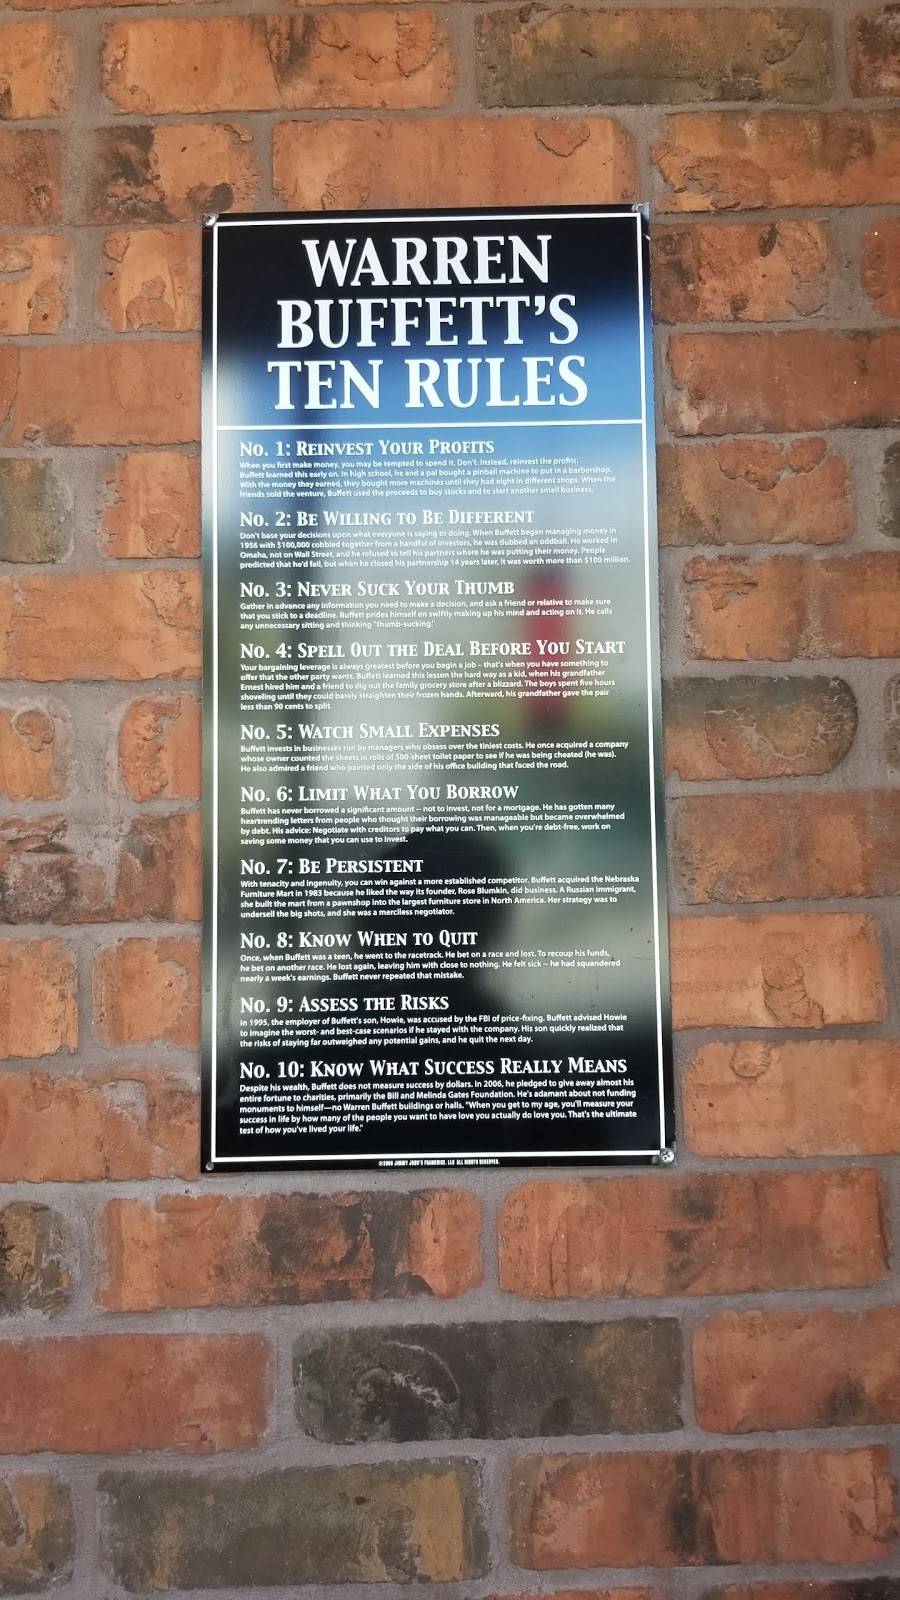 WARREN
BUFFETT'S
TEN RULES
No. 1: Reinvest Your Profits
When you first make money, you may be tempted to spend it. Don't. Instead, reinvest the profits.
Buffett learned this early on. In high school, he and a pal bought a pinball machine to put in a barbershop.
With the money they earned, they bought more machines until they had eight in different shops. When the
friends sold the venture, Buffett used the proceeds to buy stocks and to start another small business.
No. 2: Be Willing to Be Different
Don't base your decisions upon what everyone is saying or doing. When Buffett began managing money in
1956 with $100,000 cobbled together from a handful of investors, he was dubbed an oddball. He worked in
Omaha, not on Wall Street, and he refused to tell his partners where he was putting their money. People
predicted that he'd fail, but when he closed his partnership 14 years later, it was worth more than $100 million.
No. 3: Never Suck Your Thumb
Gather in advance any information you need to make a decision, and ask a friend or relative to make sure
that you stick to a deadline. Buffett prides himself on swiftly making up his mind and acting on it. He calls
any unnecessary sitting and thinking "thumb-sucking."
No. 4: Spell Out the Deal Before You Start
Your bargaining leverage is always greatest before you begin a job – that's when you have something to
offer that the other party wants. Buffett learned this lesson the hard way as a kid, when his grandfather
Ernest hired him and a friend to dig out the family grocery store after a blizzard. The boys spent five hours
shoveling until they could barely straighten their frozen hands. Afterward, his grandfather gave the pair
less than 90 cents to split.
No. 5: Watch Small Expenses
Buffett invests in businesses run by managers who obsess over the tiniest costs. He once acquired a company
whose owner counted the sheets in rolls of 500-sheet toilet paper to see if he was being cheated (he was).
He also admired a friend who painted only the side of his office building that faced the road.
No. 6: Limit What You Borrow
Buffett has never borrowed a significant amount – not to invest, not for a mortgage. He has gotten many
heartrending letters from people who thought their borrowing was manageable but became overwhelmed
by debt. His advice: Negotiate with creditors to pay what you can. Then, when you're debt-free, work on
saving some money that you can use to invest.
No. 7: Be Persistent
With tenacity and ingenuity, you can win against a more established competitor. Buffett acquired the Nebraska
Furniture Mart in 1983 because he liked the way its founder, Rose Blumkin, did business. A Russian immigrant,
she built the mart from a pawnshop into the largest furniture store in North America. Her strategy was to
undersell the big shots, and she was a merciless negotiator.
No. 8: Know When to Quit
Once, when Buffett was a teen, he went to the racetrack. He bet on a race and lost. To recoup his funds,
he bet on another race. He lost again, leaving him with close to nothing. He felt sick – he had squandered
nearly a week's earnings. Buffett never repeated that mistake.
No. 9: Assess the Risks
In 1995, the employer of Buffett's son, Howie, was accused by the FBI of price-fixing. Buffett advised Howie
to imagine the worst- and best-case scenarios if he stayed with the company. His son quickly realized that
the risks of staying far outweighed any potential gains, and he quit the next day.
No. 10: Know What Success Really Means
Despite his wealth, Buffett does not measure success by dollars. In 2006, he pledged to give away almost his
entire fortune to charities, primarily the Bill and Melinda Gates Foundation. He's adamant about not funding
monuments to himself—no Warren Buffett buildings or halls. "When you get to my age, you'll measure your
success in life by how many of the people you want to have love you actually do love you. That's the ultimate
test of how you've lived your life."
JIMMY JOHN'S FRANCHISE, LLC ALL RIGHTS RESERVED.